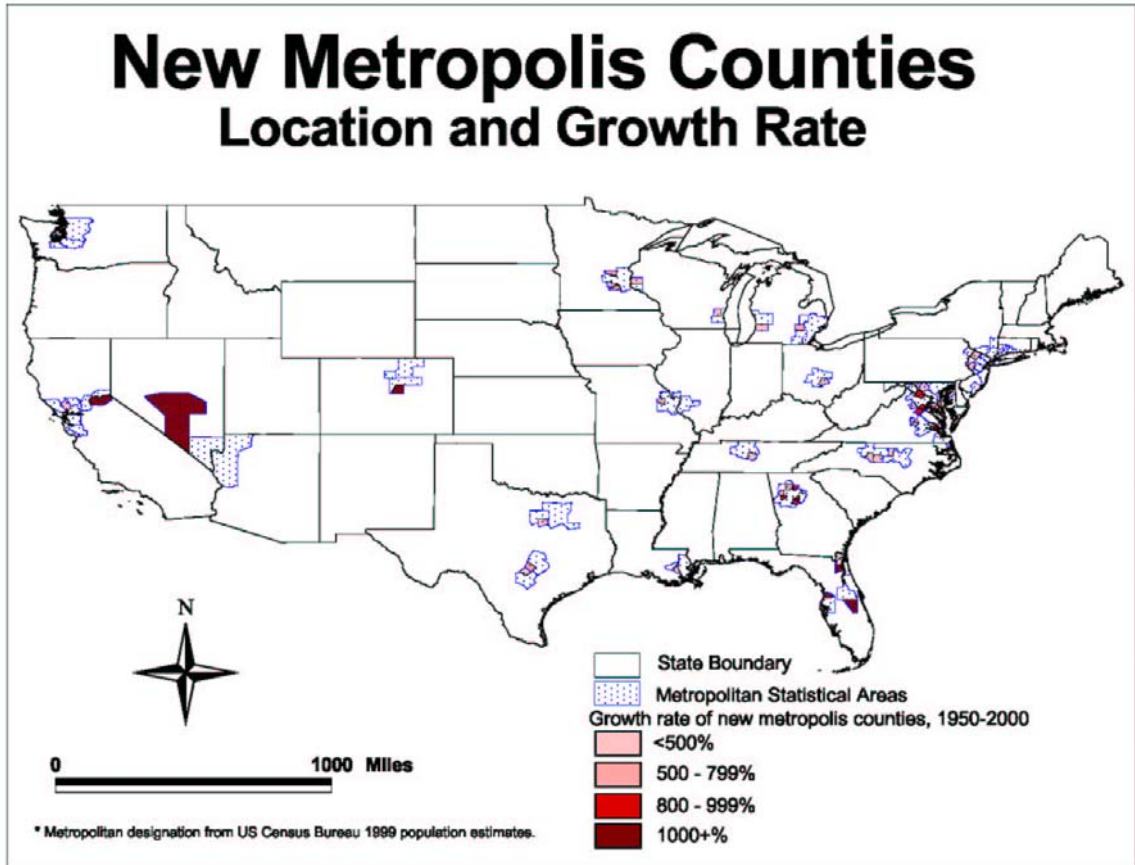 New Metropolis Counties
Location and Growth Rate
N
State Boundary
Metropolitan Statistical Areas
Growth rate of new metropolis counties, 1950-2000
<500%
500 - 799%
800 - 999%
1000+%
0 1000 Miles
* Metropolitan designation from US Census Bureau 1999 population estimates.